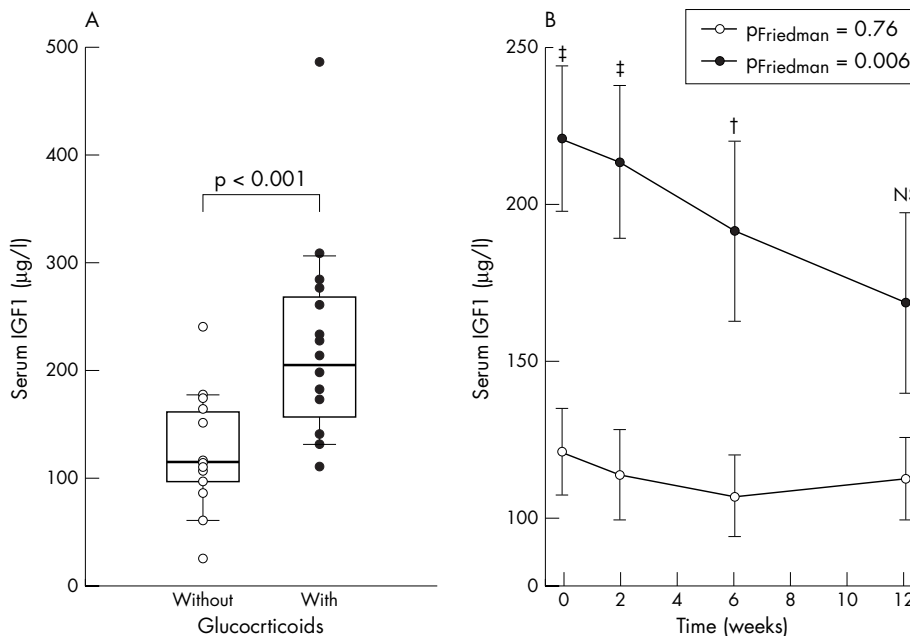 A
500
400
300
200
100
0
Serum IGF1 (μg/l)
p < 0.001
Without
With
Glucocrticoids
B
pFriedman = 0.76
pFriedman = 0.006
250
200
150
100
0
Serum IGF1 (μg/l)
‡
‡
†
0
2
4
6
8
10
12
Time (weeks)